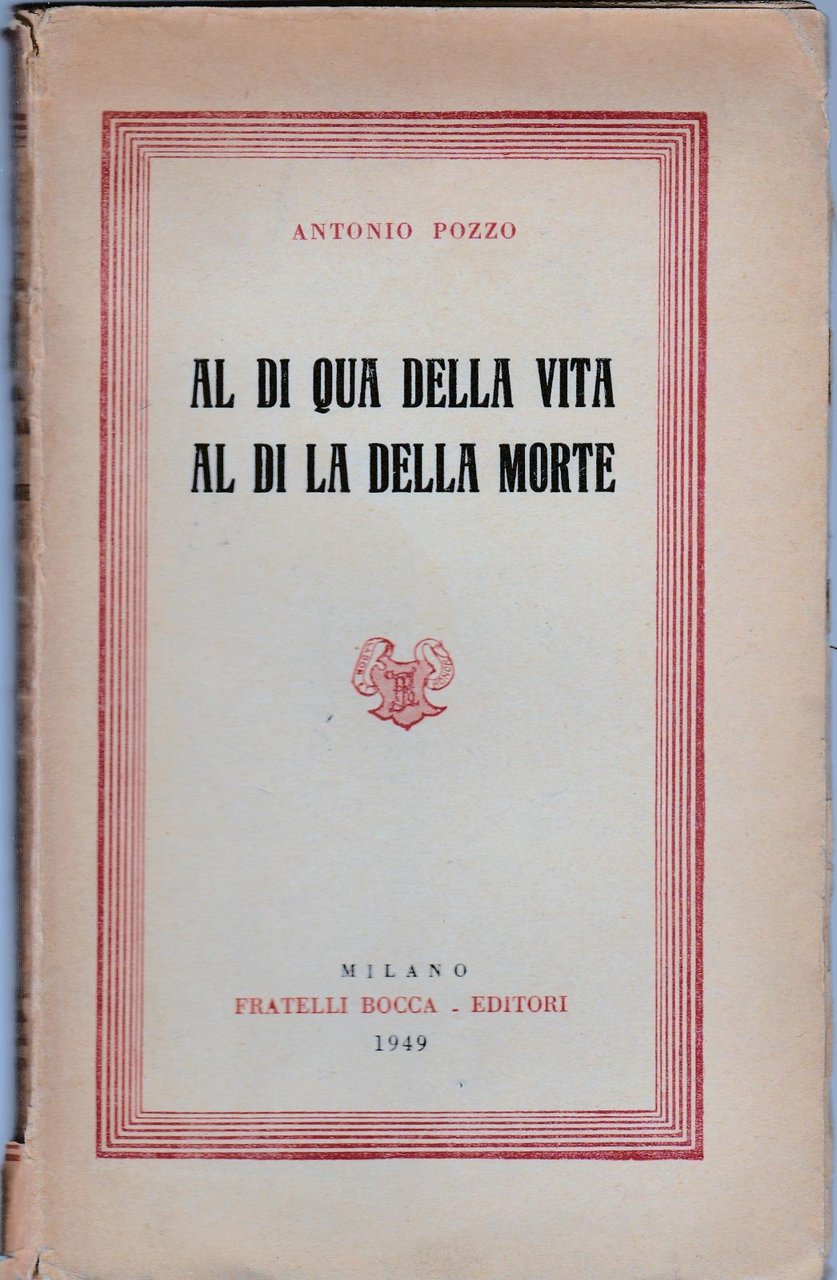 ANTONIO POZZO
AL DI QUA DELLA VITA
AL DI LA DELLA MORTE
MILANO
FRATELLI BOCCA - EDITORI
1949